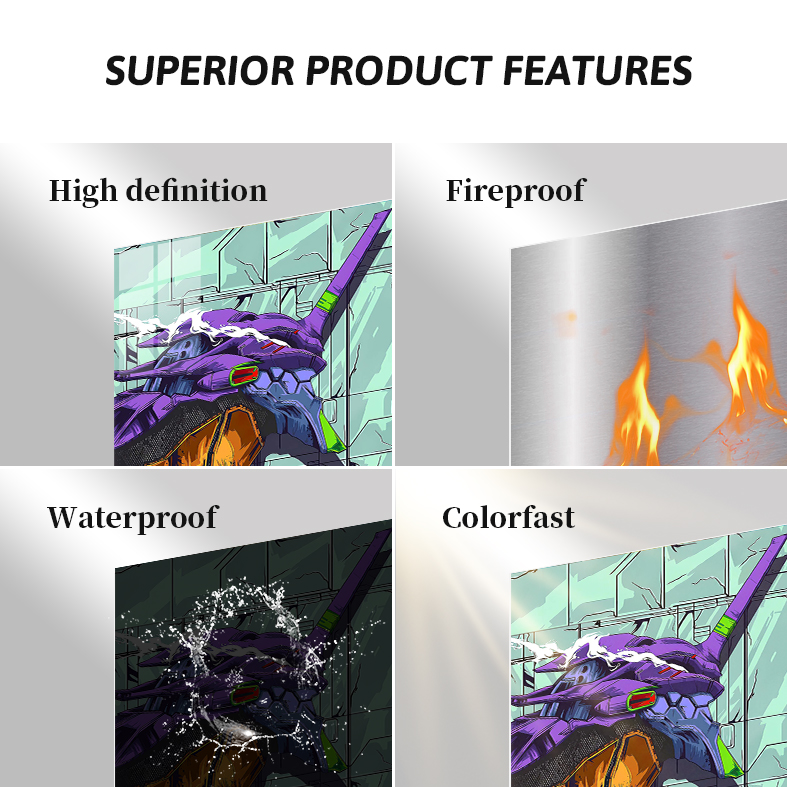 SUPERIOR PRODUCT FEATURES
High definition
Fireproof
Waterproof
Colorfast